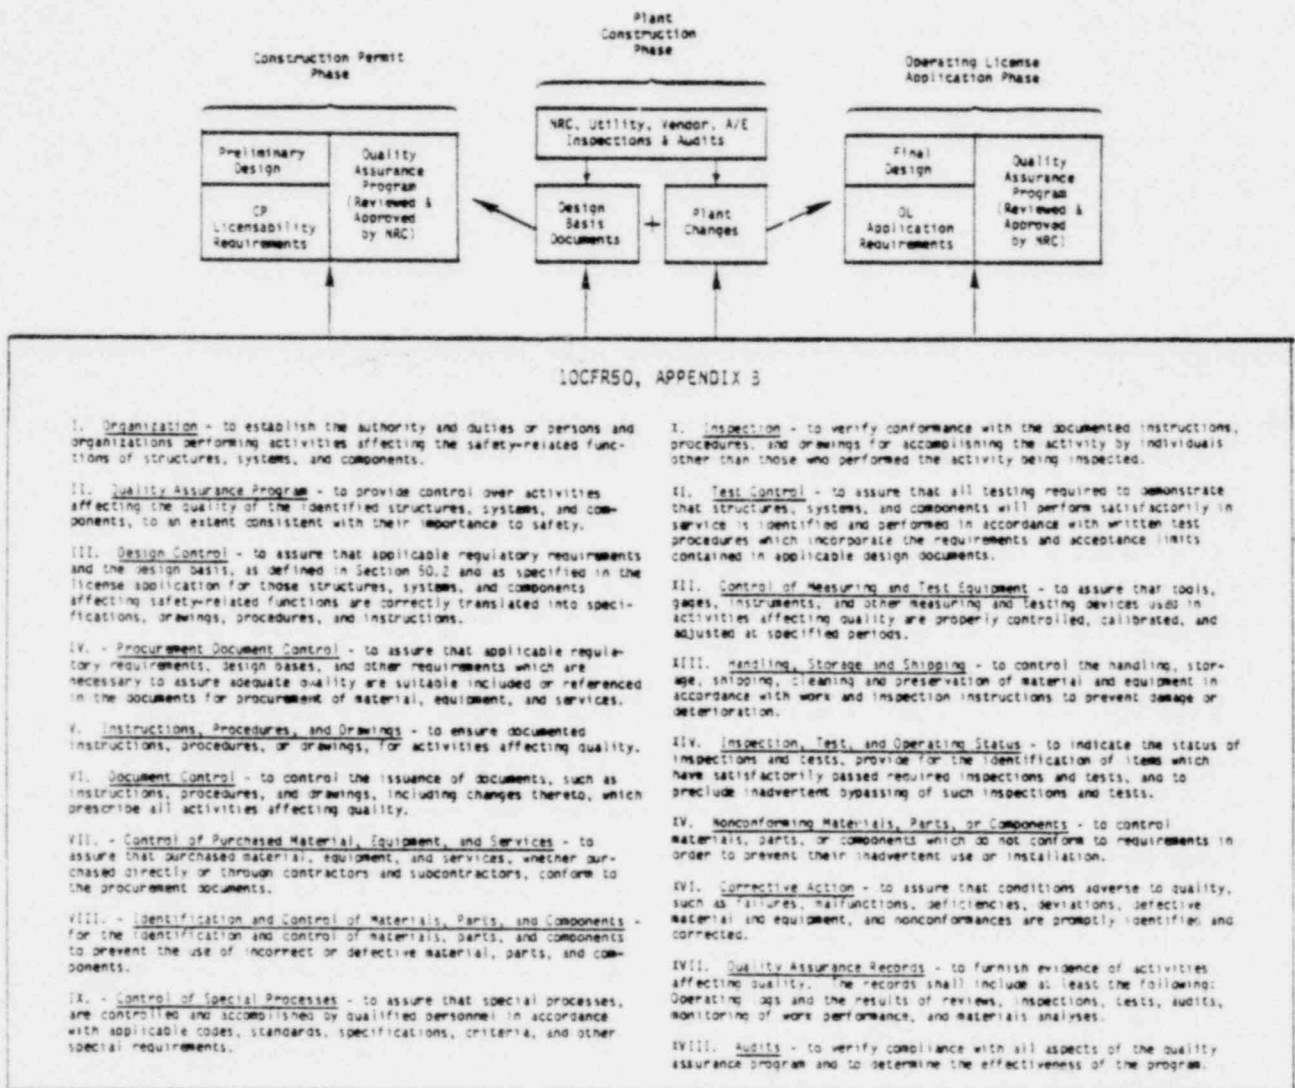 Plant
Construction
Phase
Construction Permit
Phase
Operating License
Application Phase
Preliminary
Design
CP
Licensability
Requirements
Quality
Assurance
Program
(Reviewed &
Approved
by NRC)
NRC, Utility, Vendor, A/E
Inspections & Audits
Design
Basis
Documents
+
Plant
Changes
Final
Design
OL
Application
Requirements
Quality
Assurance
Program
(Reviewed &
Approved
by NRC)
10CFR50, APPENDIX B
I. Organization - to establish the authority and duties or persons and
organizations performing activities affecting the safety-related func-
tions of structures, systems, and components.
II. Quality Assurance Program - to provide control over activities
affecting the quality of the identified structures, systems, and com-
ponents, to an extent consistent with their importance to safety.
III. Design Control - to assure that applicable regulatory requirements
and the design basis, as defined in Section 50.2 and as specified in the
license application for those structures, systems, and components
affecting safety-related functions are correctly translated into speci-
fications, drawings, procedures, and instructions.
IV. - Procurement Document Control - to assure that applicable regula-
tory requirements, design bases, and other requirements which are
necessary to assure adequate quality are suitable included or referenced
in the documents for procurement of material, equipment, and services.
V. Instructions, Procedures, and Drawings - to ensure documented
instructions, procedures, or drawings, for activities affecting quality.
VI. Document Control - to control the issuance of documents, such as
instructions, procedures, and drawings, including changes thereto, which
prescribe all activities affecting quality.
VII. - Control of Purchased Material, Equipment, and Services - to
assure that purchased material, equipment, and services, whether pur-
chased directly or through contractors and subcontractors, conform to
the procurement documents.
VIII. - Identification and Control of Materials, Parts, and Components -
for the identification and control of materials, parts, and components
to prevent the use of incorrect or defective material, parts, and com-
ponents.
IX. - Control of Special Processes - to assure that special processes,
are controlled and accomplished by qualified personnel in accordance
with applicable codes, standards, specifications, criteria, and other
special requirements.
X. Inspection - to verify conformance with the documented instructions,
procedures, and drawings for accomplishing the activity by individuals
other than those who performed the activity being inspected.
XI. Test Control - to assure that all testing required to demonstrate
that structures, systems, and components will perform satisfactorily in
service is identified and performed in accordance with written test
procedures which incorporate the requirements and acceptance limits
contained in applicable design documents.
XII. Control of Measuring and Test Equipment - to assure that tools,
gages, instruments, and other measuring and testing devices used in
activities affecting quality are properly controlled, calibrated, and
adjusted at specified periods.
XIII. Handling, Storage and Shipping - to control the handling, stor-
age, shipping, cleaning and preservation of material and equipment in
accordance with work and inspection instructions to prevent damage or
deterioration.
XIV. Inspection, Test, and Operating Status - to indicate the status of
inspections and tests, provide for the identification of items which
have satisfactorily passed required inspections and tests, and to
preclude inadvertent bypassing of such inspections and tests.
XV. Nonconforming Materials, Parts, or Components - to control
materials, parts, or components which do not conform to requirements in
order to prevent their inadvertent use or installation.
XVI. Corrective Action - to assure that conditions adverse to quality,
such as failures, malfunctions, deficiencies, deviations, defective
material and equipment, and nonconformances are promptly identified and
corrected.
XVII. Quality Assurance Records - to furnish evidence of activities
affecting quality. The records shall include at least the following:
Operating logs and the results of reviews, inspections, tests, audits,
monitoring of work performance, and materials analyses.
XVIII. Audits - to verify compliance with all aspects of the quality
assurance program and to determine the effectiveness of the program.